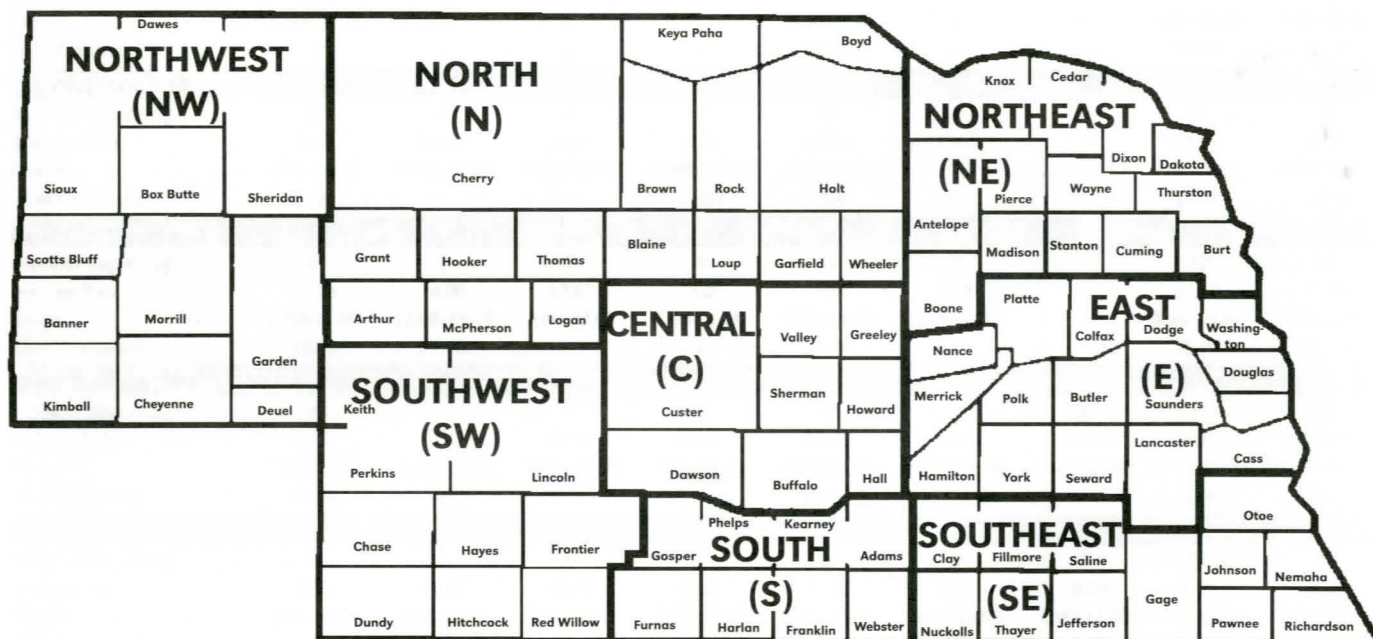 Dawes
NORTHWEST
(NW)
Sioux
Box Butte
Sheridan
Scotts Bluff
Banner
Morrill
Garden
Kimball
Cheyenne
Deuel
NORTH
(N)
Keya Paha
Boyd
Cherry
Brown
Rock
Holt
Grant
Hooker
Thomas
Blaine
Loup
Garfield
Wheeler
Arthur
McPherson
Logan
NORTHEAST
(NE)
Knox
Cedar
Dixon
Dakota
Pierce
Wayne
Thurston
Antelope
Madison
Stanton
Cuming
Burt
Boone
CENTRAL
(C)
Valley
Greeley
Custer
Sherman
Howard
Dawson
Buffalo
Hall
EAST
(E)
Platte
Colfax
Dodge
Washing-
ton
Nance
Douglas
Merrick
Polk
Butler
Saunders
Lancaster
Cass
Hamilton
York
Seward
SOUTHWEST
(SW)
Keith
Perkins
Lincoln
Chase
Hayes
Frontier
Dundy
Hitchcock
Red Willow
SOUTH
(S)
Phelps
Kearney
Gosper
Adams
Furnas
Harlan
Franklin
Webster
SOUTHEAST
(SE)
Clay
Fillmore
Saline
Otoe
Johnson
Nemaha
Gage
Nuckolls
Thayer
Jefferson
Pawnee
Richardson